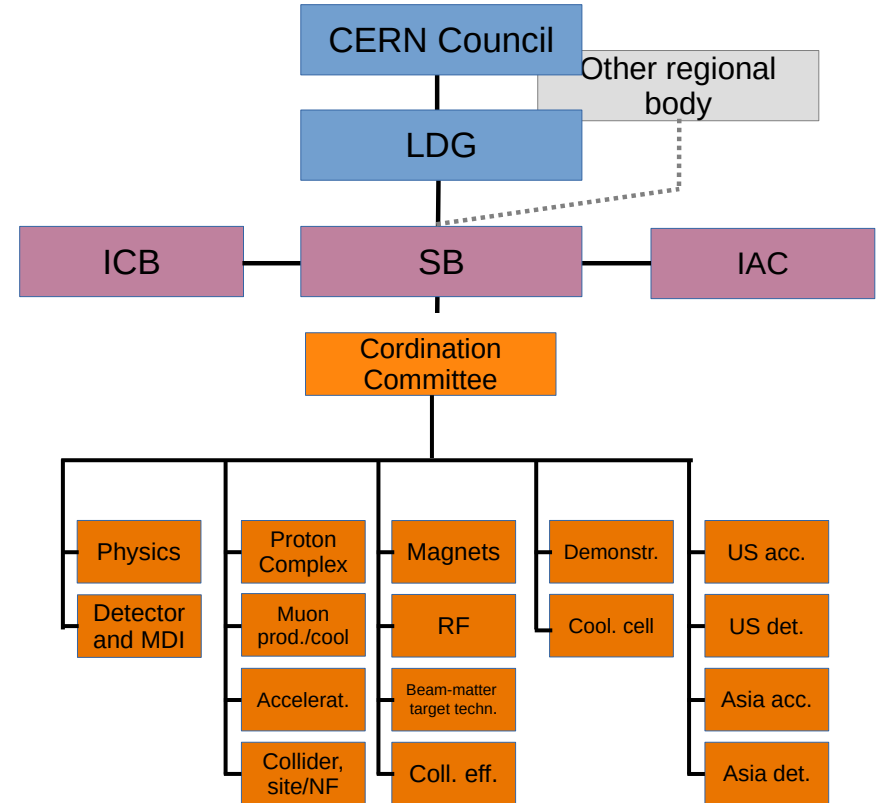 CERN Council
Other regional
body
LDG
ICB
SB
IAC
Cordination
Committee
Physics
Proton
Complex
Magnets
Demonstr.
US acc.
Detector
and MDI
Muon
prod./cool
RF
Cool. cell
US det.
Accelerat.
Beam-matter
target techn.
Asia acc.
Collider,
site/NF
Coll. eff.
Asia det.